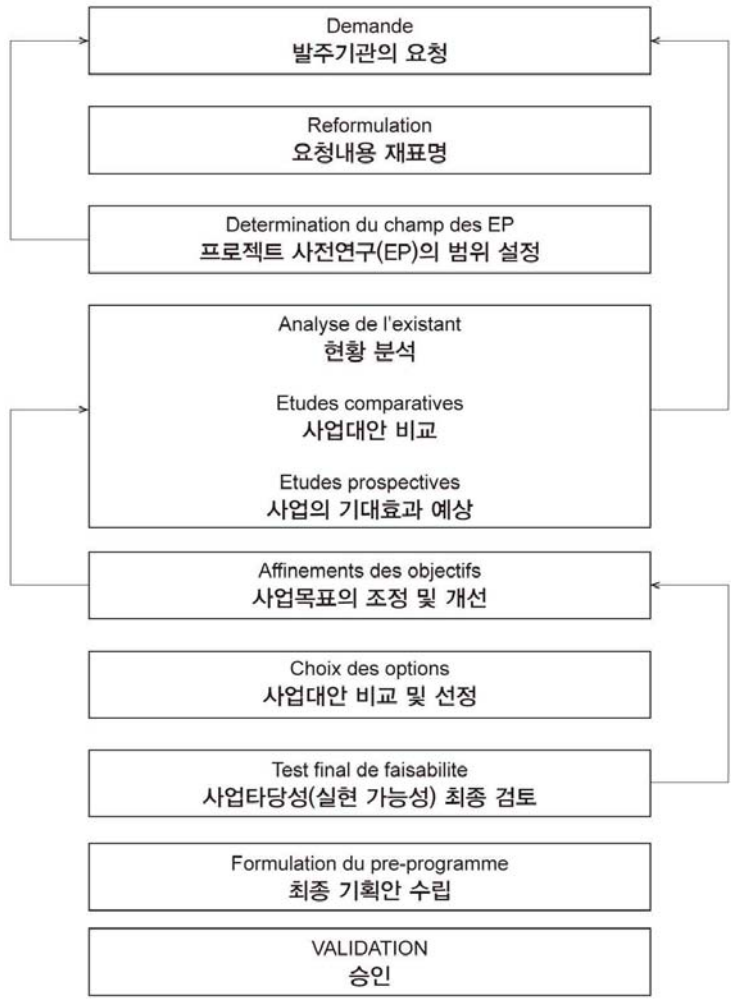 Demande
발주기관의 요청
Reformulation
요청내용 재표명
Determination du champ des EP
프로젝트 사전연구(EP)의 범위 설정
Analyse de l'existant
현황 분석
Etudes comparatives
사업대안 비교
Etudes prospectives
사업의 기대효과 예상
Affinements des objectifs
사업목표의 조정 및 개선
Choix des options
사업대안 비교 및 선정
Test final de faisabilite
사업타당성(실현 가능성) 최종 검토
Formulation du pre-programme
최종 기획안 수립
VALIDATION
승인